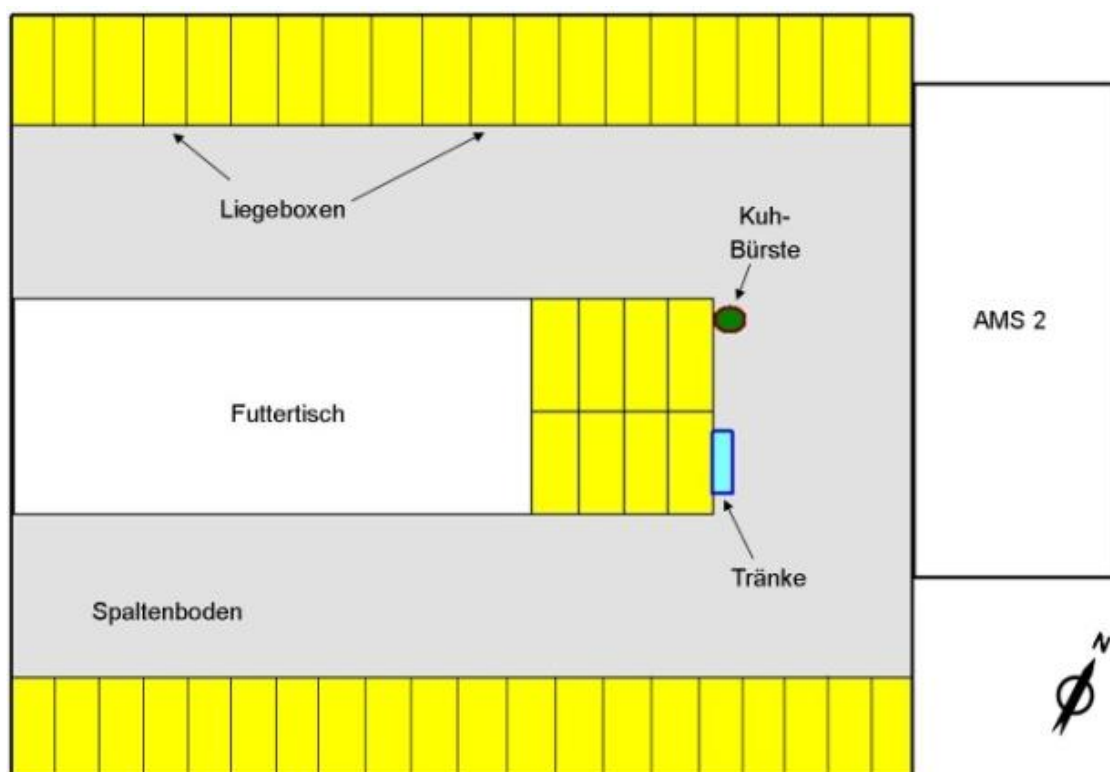 Liegeboxen
Kuh-
Bürste
AMS 2
Futtertisch
Tränke
Spaltenboden
N